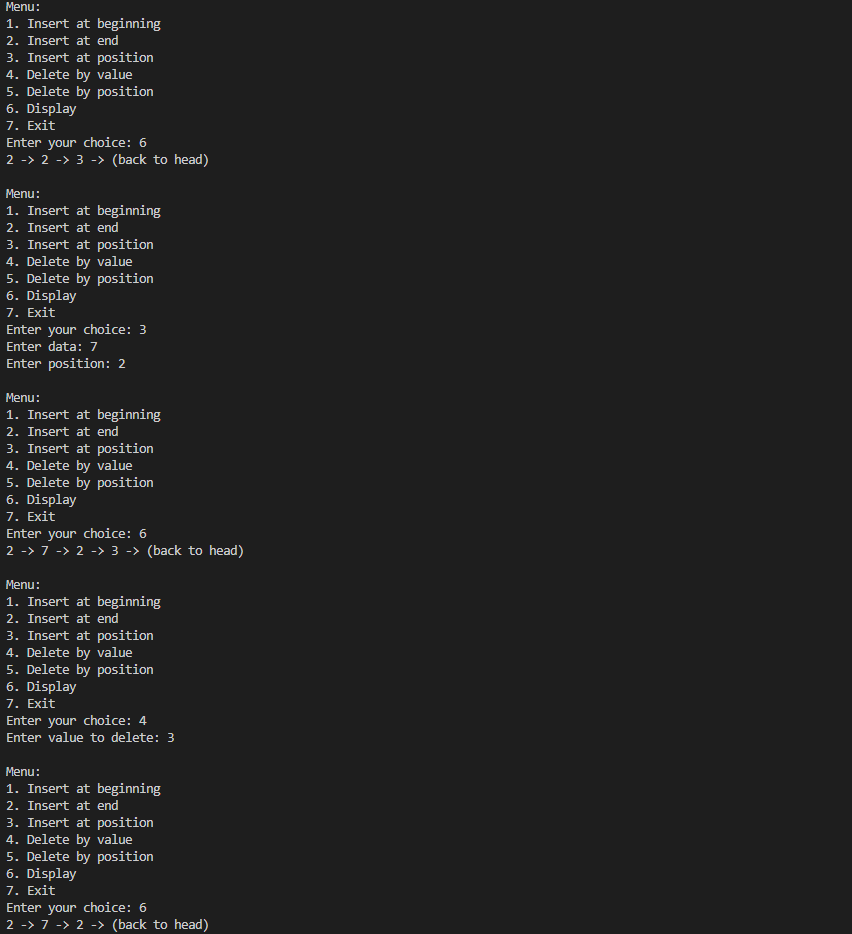 Menu:
1. Insert at beginning
2. Insert at end
3. Insert at position
4. Delete by value
5. Delete by position
6. Display
7. Exit
Enter your choice: 6
2 -> 2 -> 3 -> (back to head)
Menu:
1. Insert at beginning
2. Insert at end
3. Insert at position
4. Delete by value
5. Delete by position
6. Display
7. Exit
Enter your choice: 3
Enter data: 7
Enter position: 2
Menu:
1. Insert at beginning
2. Insert at end
3. Insert at position
4. Delete by value
5. Delete by position
6. Display
7. Exit
Enter your choice: 6
2 -> 7 -> 2 -> 3 -> (back to head)
Menu:
1. Insert at beginning
2. Insert at end
3. Insert at position
4. Delete by value
5. Delete by position
6. Display
7. Exit
Enter your choice: 4
Enter value to delete: 3
Menu:
1. Insert at beginning
2. Insert at end
3. Insert at position
4. Delete by value
5. Delete by position
6. Display
7. Exit
Enter your choice: 6
2 -> 7 -> 2 -> (back to head)